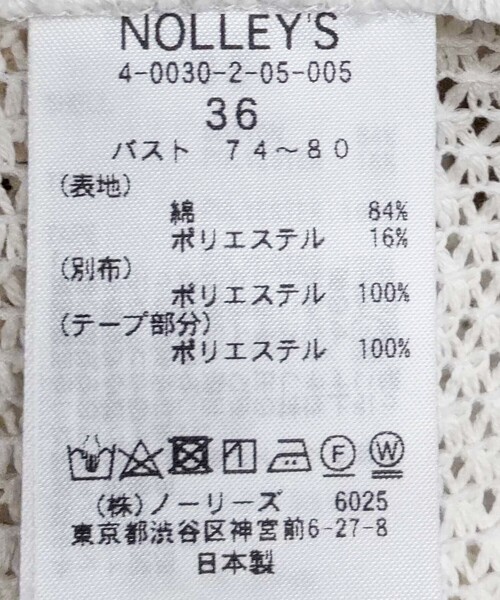 NOLLEY'S
4-0030-2-05-005
36
バスト 74～80
(表地)
綿 84%
ポリエステル 16%
(別布)
ポリエステル 100%
(テープ部分)
ポリエステル 100%
F W
(株)ノーリーズ 6025
東京都渋谷区神宮前6-27-8
日本製